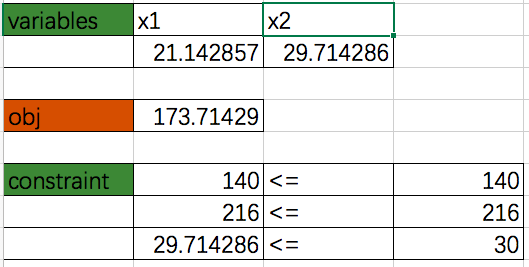 variables x1 x2
21.142857 29.714286
obj 173.71429
constraint 140 <= 140
216 <= 216
29.714286 <= 30